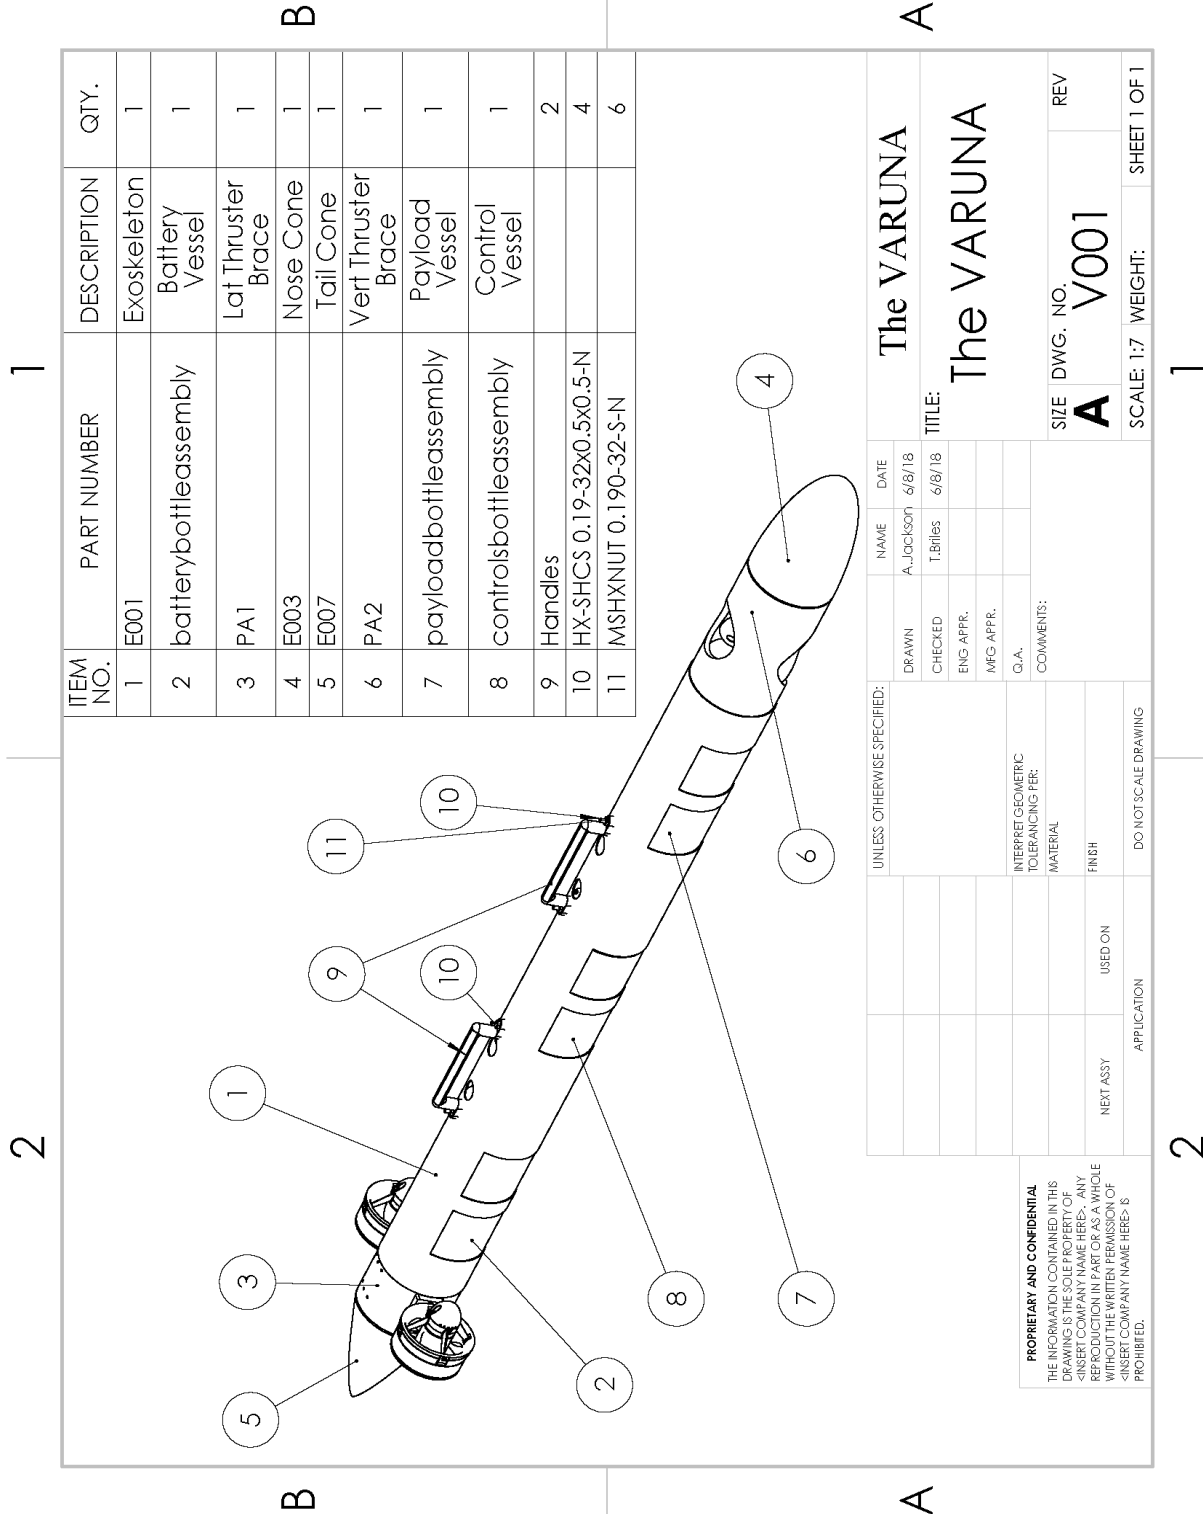 2
1
B
B
A
A
2
1
ITEM NO. PART NUMBER DESCRIPTION QTY.
1 E001 Exoskeleton 1
2 batterybottleassembly Battery Vessel 1
3 PA1 Lat Thruster Brace 1
4 E003 Nose Cone 1
5 E007 Tail Cone 1
6 PA2 Vert Thruster Brace 1
7 payloadbottleassembly Payload Vessel 1
8 controlsbottleassembly Control Vessel 1
9 Handles 2
10 HX-SHCS 0.19-32x0.5x0.5-N 4
11 MSHXNUT 0.190-32-S-N 6
5
3
1
9
11
10
10
4
2
8
7
6
PROPRIETARY AND CONFIDENTIAL
THE INFORMATION CONTAINED IN THIS
DRAWING IS THE SOLE PROPERTY OF
<INSERT COMPANY NAME HERE>. ANY
REPRODUCTION IN PART OR AS A WHOLE
WITHOUT THE WRITTEN PERMISSION OF
<INSERT COMPANY NAME HERE> IS
PROHIBITED.
NEXT ASSY
USED ON
APPLICATION
UNLESS OTHERWISE SPECIFIED:
INTERPRET GEOMETRIC
TOLERANCING PER:
MATERIAL
FINISH
DO NOT SCALE DRAWING
NAME DATE
DRAWN A.Jackson 6/8/18
CHECKED T.Briles 6/8/18
ENG APPR.
MFG APPR.
Q.A.
COMMENTS:
The VARUNA
TITLE:
The VARUNA
SIZE DWG. NO. REV
A V001
SCALE: 1:7 WEIGHT: SHEET 1 OF 1